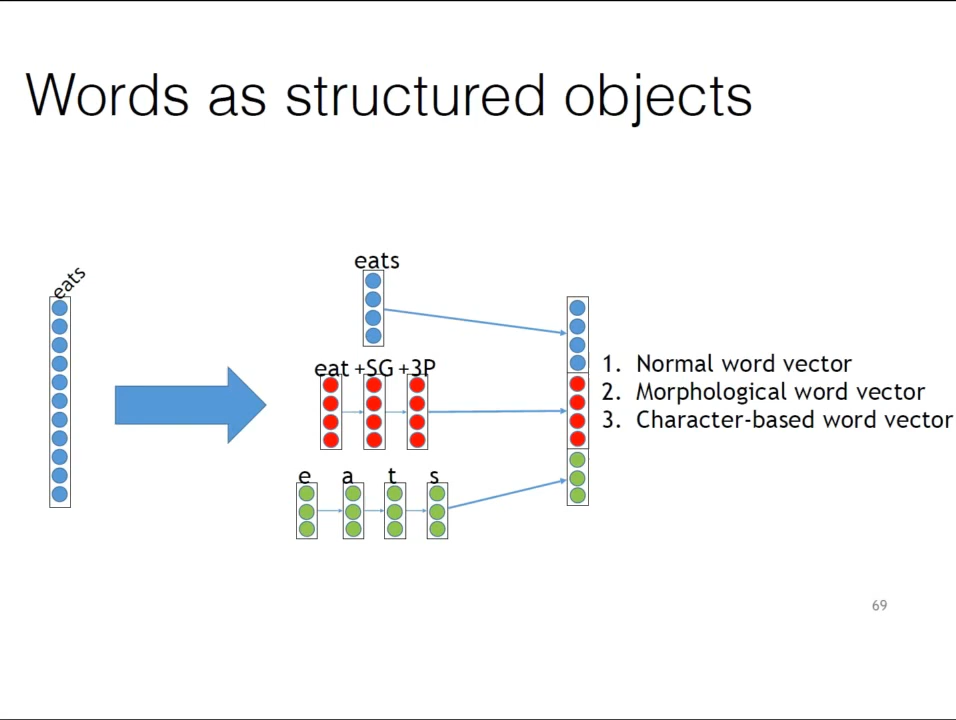 Words as structured objects
eats
eats
eat +SG +3P
e a t s
1. Normal word vector
2. Morphological word vector
3. Character-based word vector
69